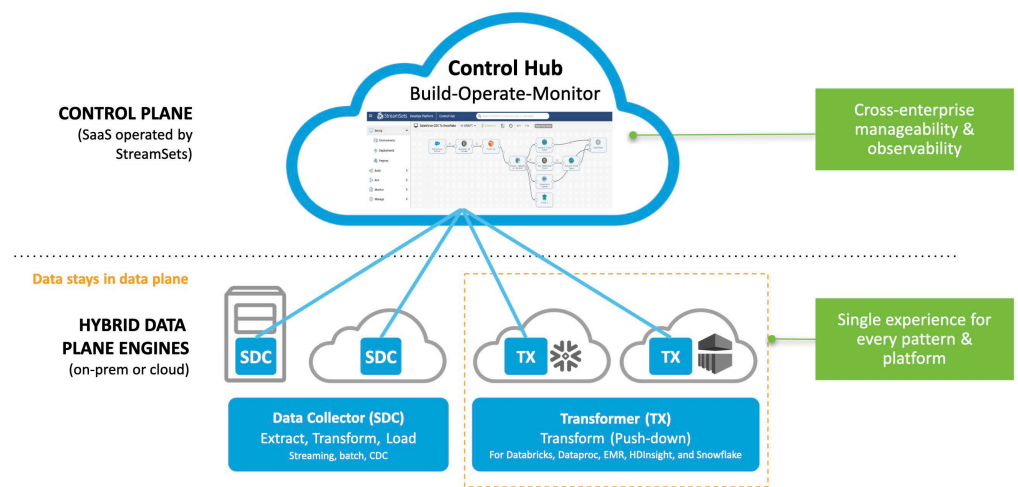 Control Hub
Build-Operate-Monitor
CONTROL PLANE
(SaaS operated by
StreamSets)
StreamSets
Cross-enterprise
manageability &
observability
Data stays in data plane
HYBRID DATA
PLANE ENGINES
(on-prem or cloud)
SDC
SDC
TX
TX
Single experience for
every pattern &
platform
Data Collector (SDC)
Extract, Transform, Load
Streaming, batch, CDC
Transformer (TX)
Transform (Push-down)
For Databricks, Dataproc, EMR, HDInsight, and Snowflake